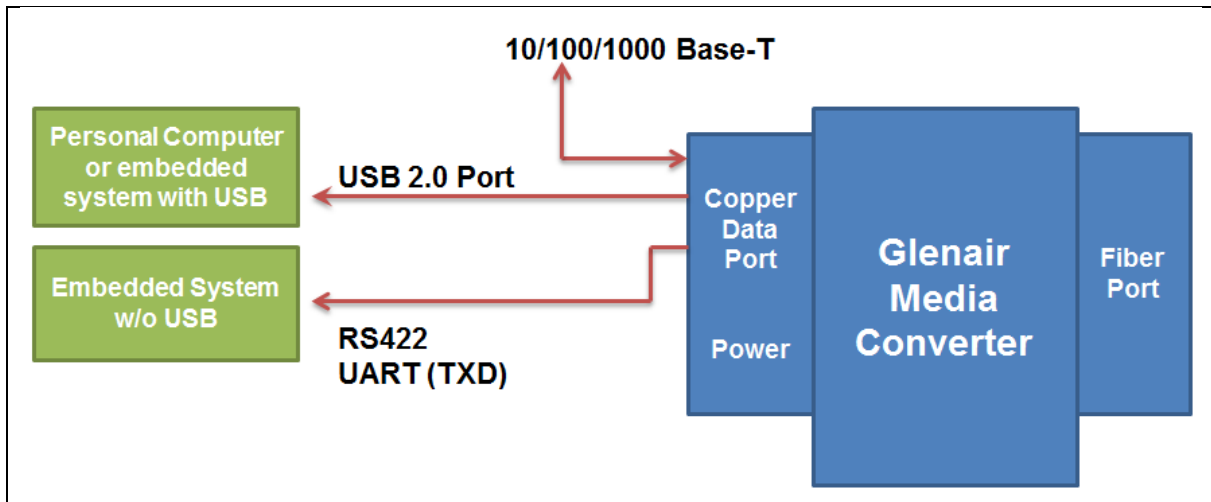 10/100/1000 Base-T
Personal Computer
or embedded
system with USB
USB 2.0 Port
Embedded System
w/o USB
RS422
UART (TXD)
Copper
Data
Port
Power
Glenair
Media
Converter
Fiber
Port